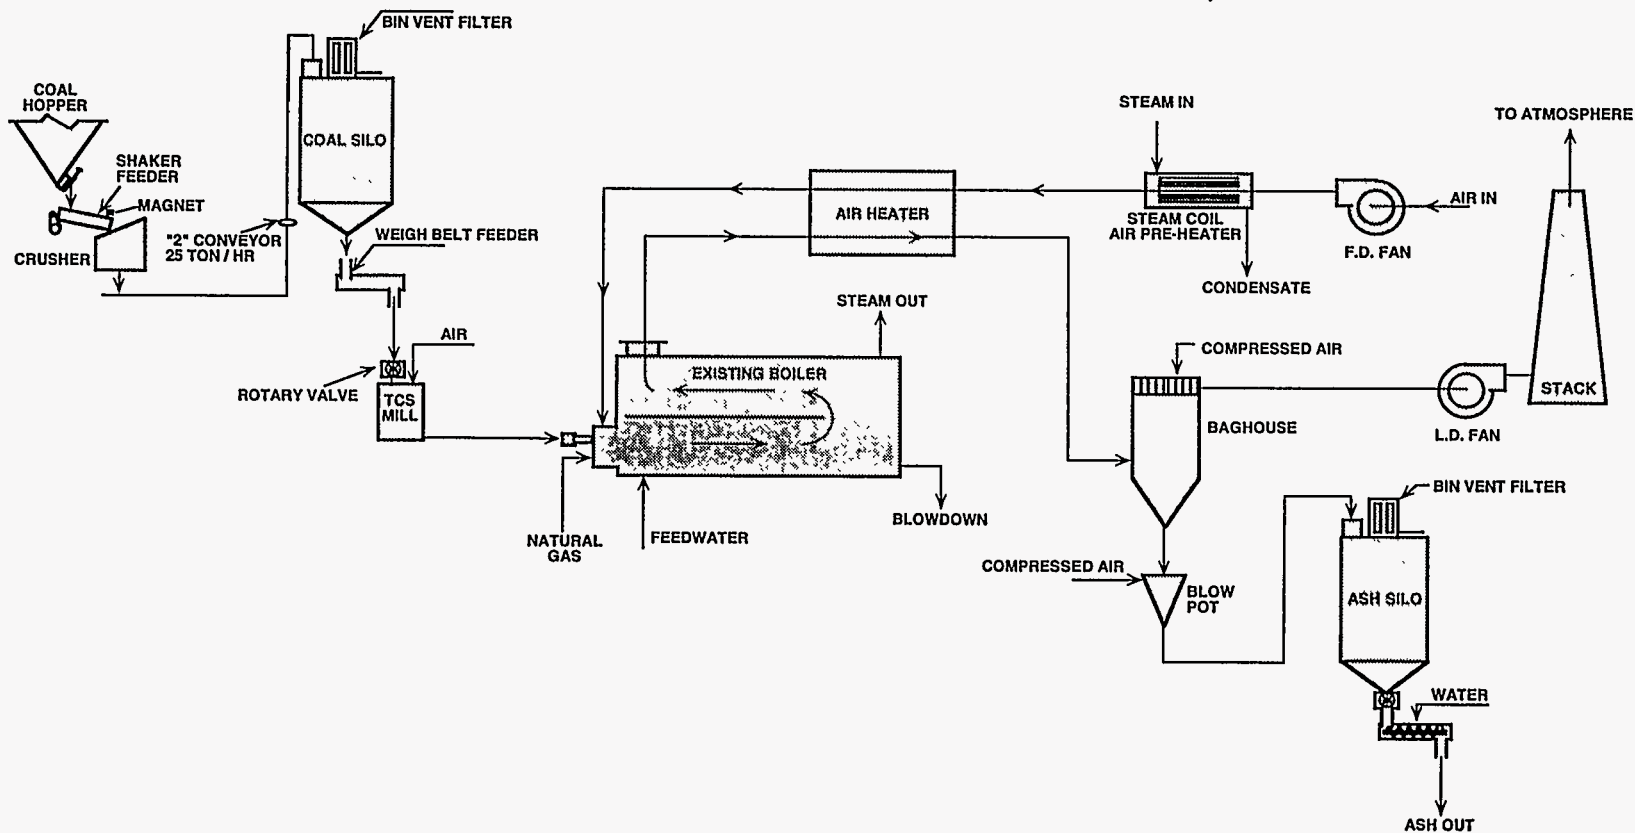 BIN VENT FILTER
COAL
HOPPER
COAL SILO
SHAKER
FEEDER
MAGNET
"2" CONVEYOR
25 TON / HR
CRUSHER
WEIGH BELT FEEDER
AIR
ROTARY VALVE
TCS
MILL
STEAM IN
TO ATMOSPHERE
AIR HEATER
STEAM COIL
AIR PRE-HEATER
AIR IN
F.D. FAN
CONDENSATE
STEAM OUT
EXISTING BOILER
COMPRESSED AIR
STACK
BAGHOUSE
I.D. FAN
BLOWDOWN
NATURAL
GAS
FEEDWATER
BIN VENT FILTER
COMPRESSED AIR
BLOW
POT
ASH SILO
WATER
ASH OUT